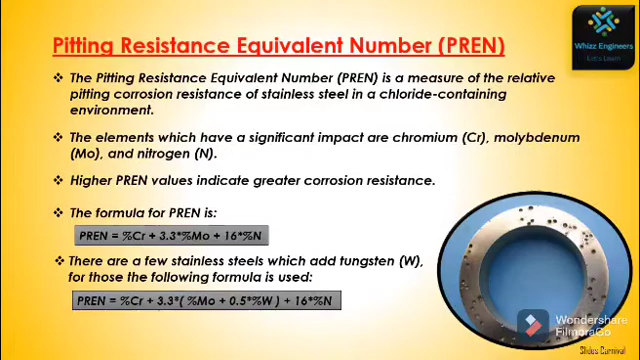 Pitting Resistance Equivalent Number (PREN)
Whizz Engineers
Let's Learn
❖ The Pitting Resistance Equivalent Number (PREN) is a measure of the relative
pitting corrosion resistance of stainless steel in a chloride-containing
environment.
❖ The elements which have a significant impact are chromium (Cr), molybdenum
(Mo), and nitrogen (N).
❖ Higher PREN values indicate greater corrosion resistance.
❖ The formula for PREN is:
PREN = %Cr + 3.3*%Mo + 16*%N
❖ There are a few stainless steels which add tungsten (W),
for those the following formula is used:
PREN = %Cr + 3.3*( %Mo + 0.5*%W ) + 16*%N
Wondershare
FilmoraGo
Slides Carnival